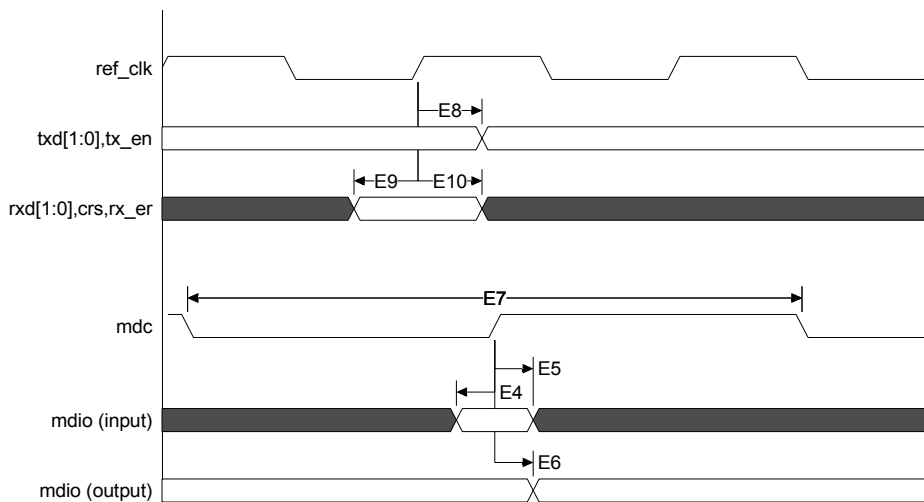 ref_clk
E8
txd[1:0],tx_en
E9 E10
rxd[1:0],crs,rx_er
E7
mdc
E5
E4
mdio (input)
E6
mdio (output)